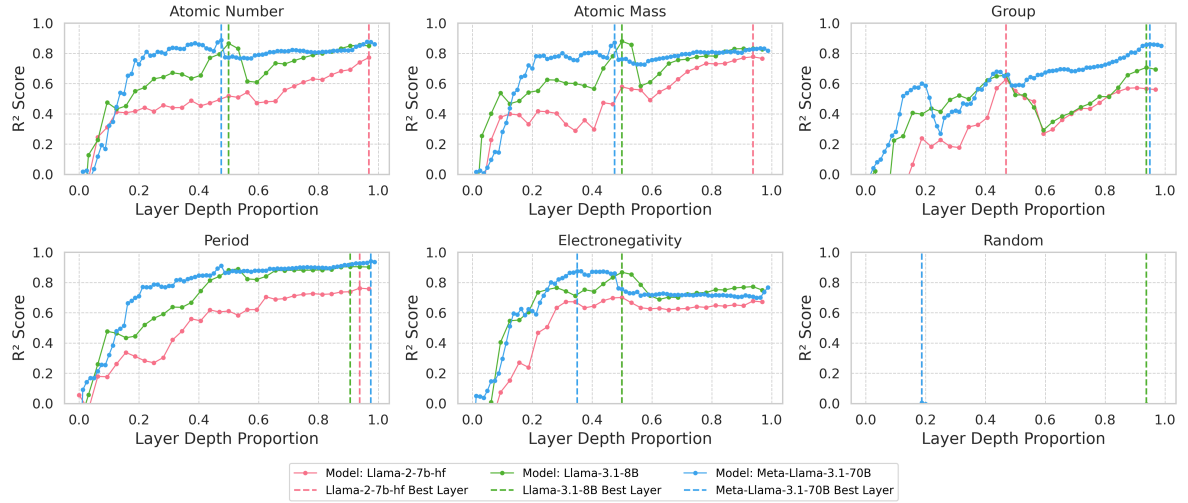 Atomic Number
Atomic Mass
Group
R² Score
1.0
0.8
0.6
0.4
0.2
0.0
0.0 0.2 0.4 0.6 0.8 1.0
Layer Depth Proportion
R² Score
1.0
0.8
0.6
0.4
0.2
0.0
0.0 0.2 0.4 0.6 0.8 1.0
Layer Depth Proportion
R² Score
1.0
0.8
0.6
0.4
0.2
0.0
0.0 0.2 0.4 0.6 0.8 1.0
Layer Depth Proportion
Period
Electronegativity
Random
R² Score
1.0
0.8
0.6
0.4
0.2
0.0
0.0 0.2 0.4 0.6 0.8 1.0
Layer Depth Proportion
R² Score
1.0
0.8
0.6
0.4
0.2
0.0
0.0 0.2 0.4 0.6 0.8 1.0
Layer Depth Proportion
R² Score
1.0
0.8
0.6
0.4
0.2
0.0
0.0 0.2 0.4 0.6 0.8 1.0
Layer Depth Proportion
Model: Llama-2-7b-hf
Llama-2-7b-hf Best Layer
Model: Llama-3.1-8B
Llama-3.1-8B Best Layer
Model: Meta-Llama-3.1-70B
Meta-Llama-3.1-70B Best Layer